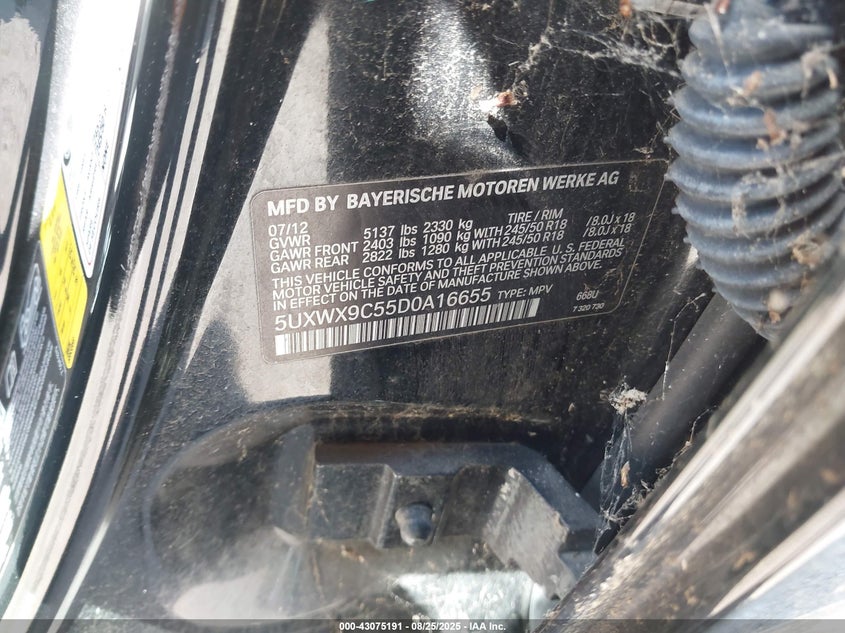 MFD BY BAYERISCHE MOTOREN WERKE AG
07/12 5137 lbs 2330 kg TIRE / RIM
GVWR
GAWR FRONT 2403 lbs 1090 kg WITH 245/50 R18 /8.0J x 18
GAWR REAR 2822 lbs 1280 kg WITH 245/50 R18 /8.0J x 18
THIS VEHICLE CONFORMS TO ALL APPLICABLE U.S. FEDERAL
MOTOR VEHICLE SAFETY AND THEFT PREVENTION STANDARDS
IN EFFECT ON THE DATE OF MANUFACTURE SHOWN ABOVE.
5UXWX9C55D0A16655 TYPE: MPV 668U
7 320 730
000-43075191 - 08/25/2025 - IAA Inc.